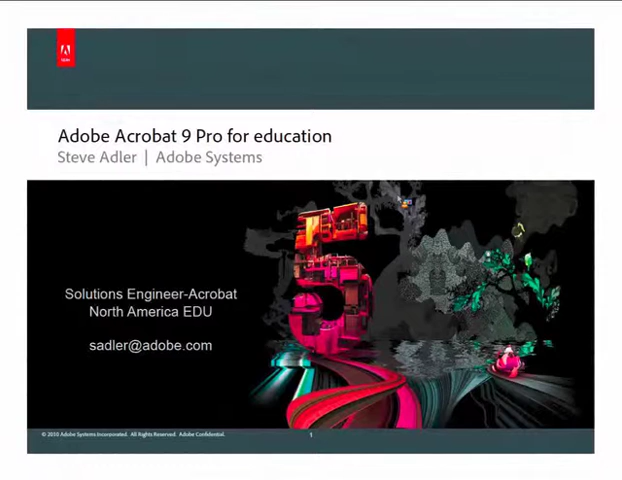 Adobe Acrobat 9 Pro for education
Steve Adler | Adobe Systems
Solutions Engineer-Acrobat
North America EDU
sadler@adobe.com
© 2010 Adobe Systems Incorporated. All Rights Reserved. Adobe Confidential.
1